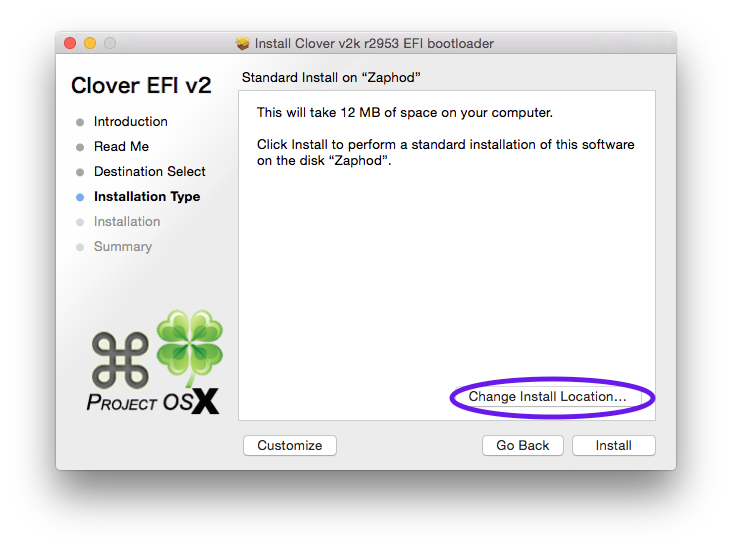 Install Clover v2k r2953 EFI bootloader
Clover EFI v2
Introduction
Read Me
Destination Select
Installation Type
Installation
Summary
PROJECT OSX
Standard Install on “Zaphod”
This will take 12 MB of space on your computer.
Click Install to perform a standard installation of this software
on the disk “Zaphod”.
Change Install Location…
Customize
Go Back
Install